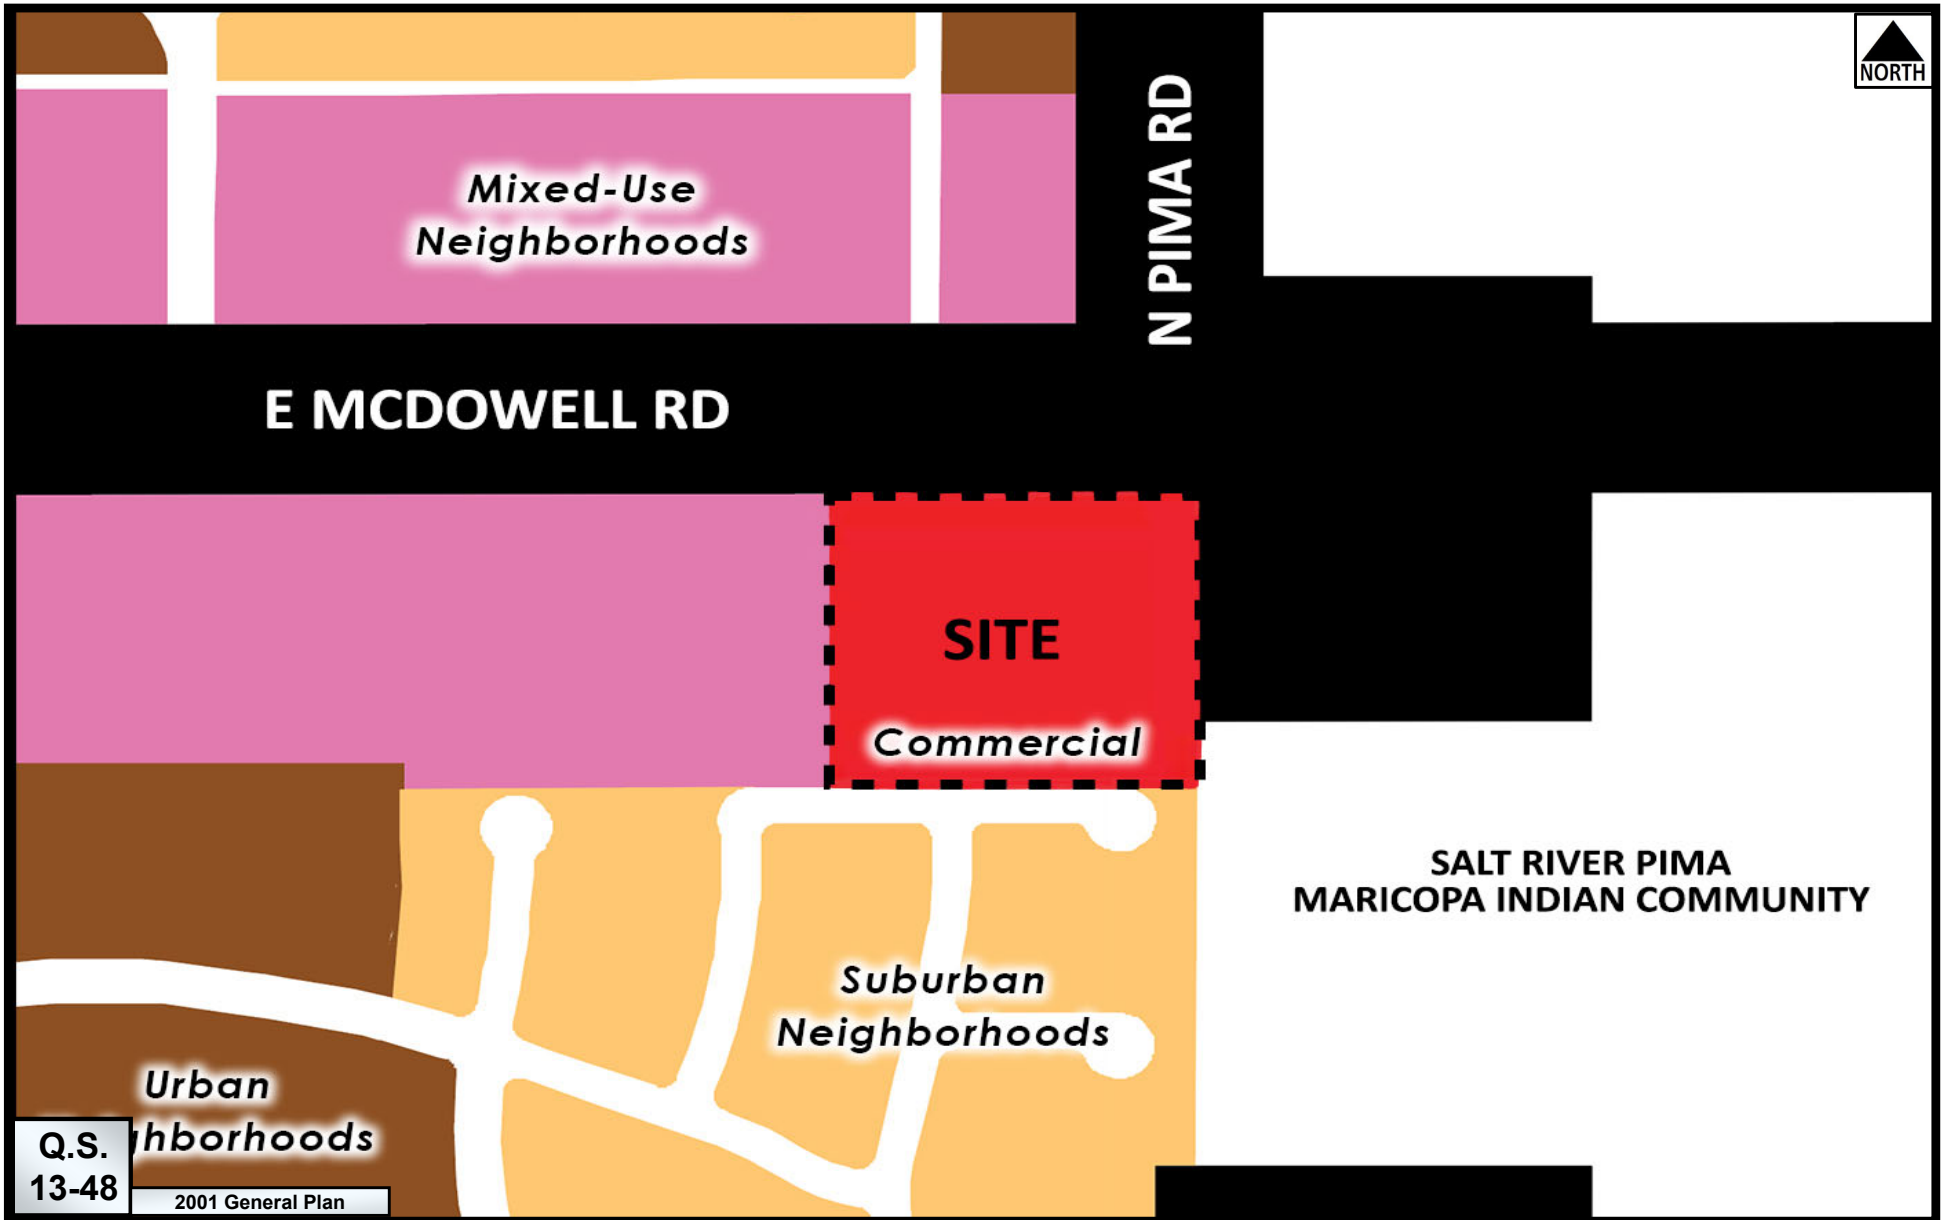 NORTH
N PIMA RD
Mixed-Use
Neighborhoods
E MCDOWELL RD
SITE
Commercial
SALT RIVER PIMA
MARICOPA INDIAN COMMUNITY
Suburban
Neighborhoods
Urban
ghborhoods
Q.S.
13-48
2001 General Plan